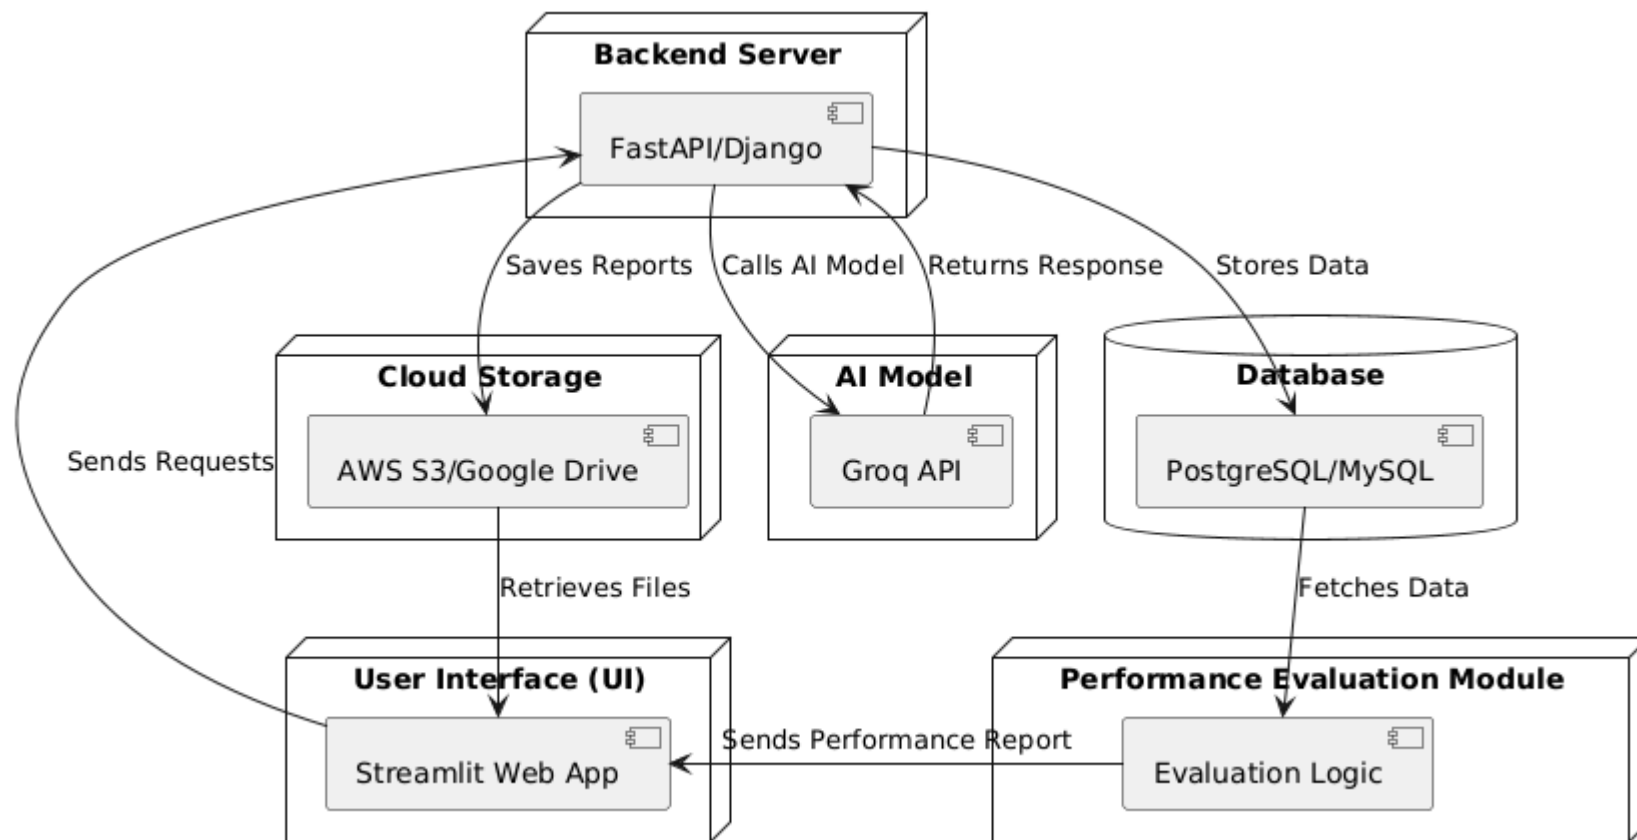 Backend Server
FastAPI/Django
Saves Reports
Calls AI Model
Returns Response
Stores Data
Cloud Storage
AI Model
Database
Sends Requests
AWS S3/Google Drive
Groq API
PostgreSQL/MySQL
Retrieves Files
Fetches Data
User Interface (UI)
Performance Evaluation Module
Sends Performance Report
Streamlit Web App
Evaluation Logic